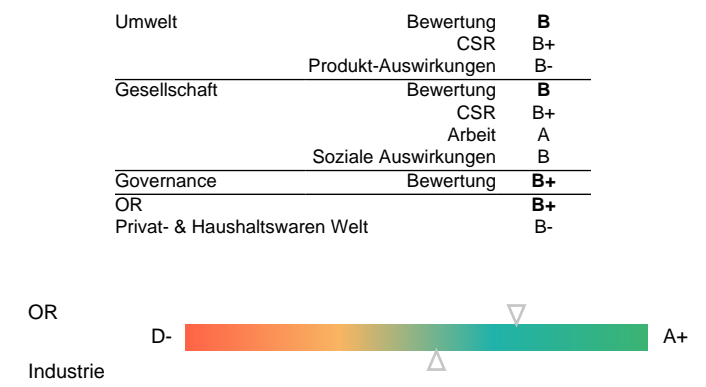 Umwelt Bewertung B
CSR B+
Produkt-Auswirkungen B-
Gesellschaft Bewertung B
CSR B+
Arbeit A
Soziale Auswirkungen B
Governance Bewertung B+
OR B+
Privat- & Haushaltswaren Welt B-
OR
D- A+
Industrie